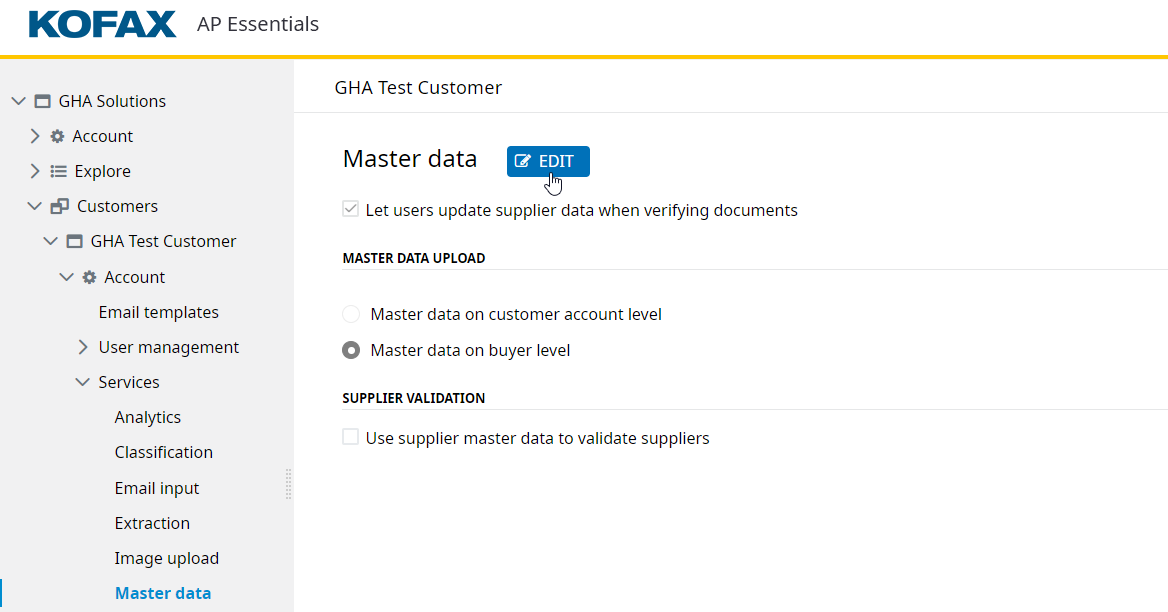 KOFAX AP Essentials
GHA Solutions
Account
Explore
Customers
GHA Test Customer
Account
Email templates
User management
Services
Analytics
Classification
Email input
Extraction
Image upload
Master data
GHA Test Customer
Master data EDIT
Let users update supplier data when verifying documents
MASTER DATA UPLOAD
Master data on customer account level
Master data on buyer level
SUPPLIER VALIDATION
Use supplier master data to validate suppliers